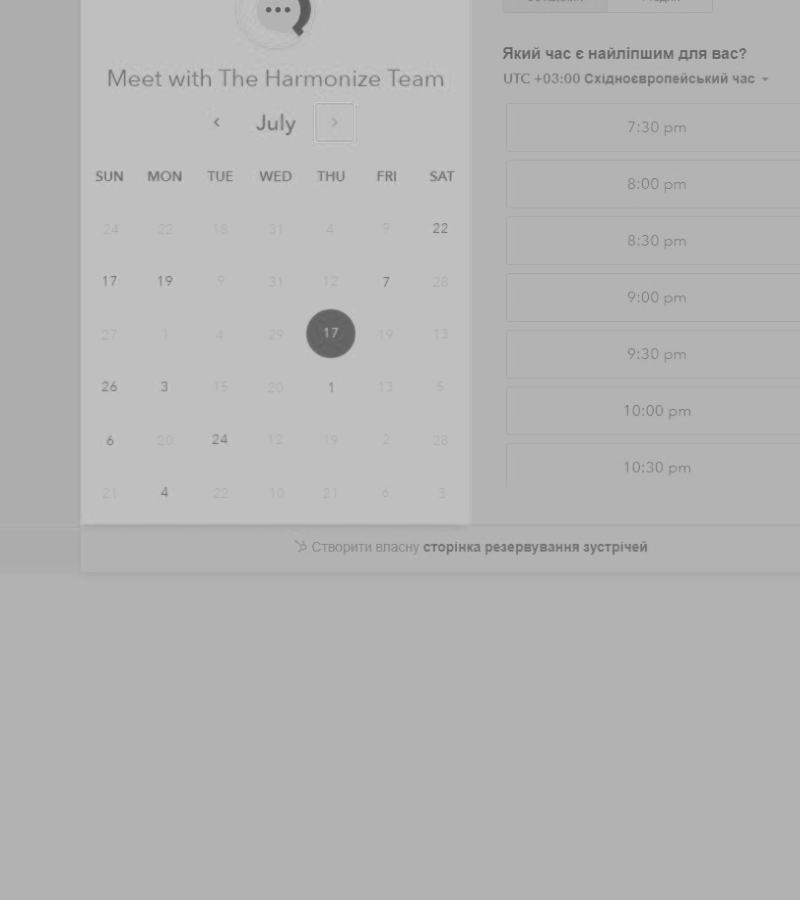 Meet with The Harmonize Team
July
SUN MON TUE WED THU FRI SAT
24 22 18 31 4 9 22
17 19 9 31 12 7 28
27 1 4 29 17 19 13
26 3 15 20 1 13 5
6 20 24 12 19 2 28
21 4 22 10 21 6 3
Який час є найліпшим для вас?
UTC +03:00 Східноєвропейський час
7:30 pm
8:00 pm
8:30 pm
9:00 pm
9:30 pm
10:00 pm
10:30 pm
Створити власну сторінка резервування зустрічей